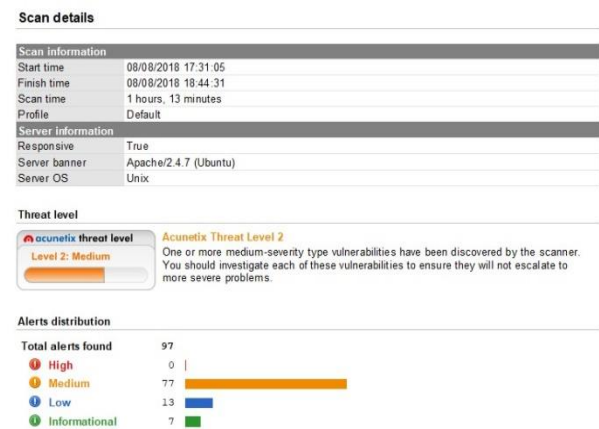 Scan details
Scan information
Start time 08/08/2018 17:31:05
Finish time 08/08/2018 18:44:31
Scan time 1 hours, 13 minutes
Profile Default
Server information
Responsive True
Server banner Apache/2.4.7 (Ubuntu)
Server OS Unix
Threat level
acunetix threat level
Level 2: Medium
Acunetix Threat Level 2
One or more medium-severity type vulnerabilities have been discovered by the scanner.
You should investigate each of these vulnerabilities to ensure they will not escalate to
more severe problems.
Alerts distribution
Total alerts found 97
High 0
Medium 77
Low 13
Informational 7